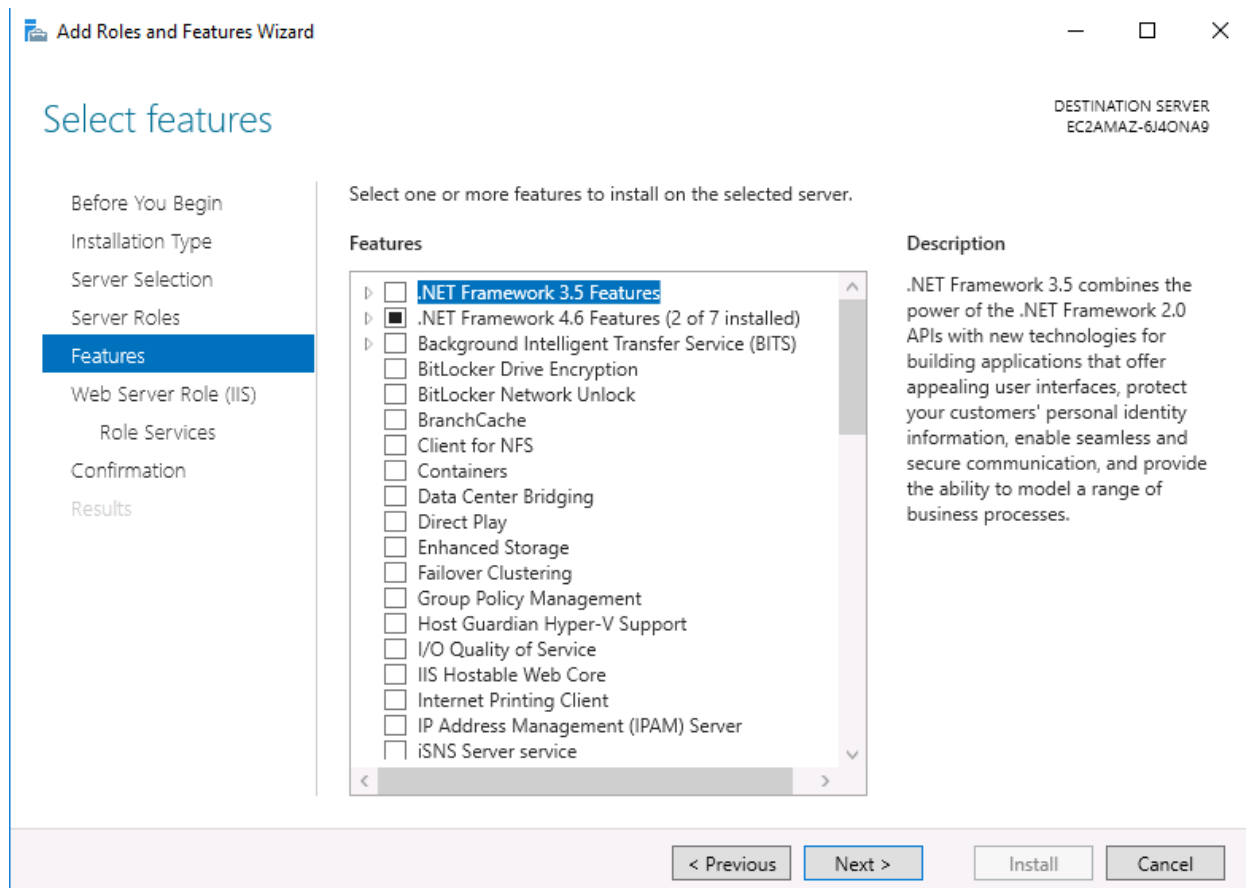 Add Roles and Features Wizard
Select features
DESTINATION SERVER
EC2AMAZ-6J4ONA9
Before You Begin
Installation Type
Server Selection
Server Roles
Features
Web Server Role (IIS)
Role Services
Confirmation
Results
Select one or more features to install on the selected server.
Features
.NET Framework 3.5 Features
.NET Framework 4.6 Features (2 of 7 installed)
Background Intelligent Transfer Service (BITS)
BitLocker Drive Encryption
BitLocker Network Unlock
BranchCache
Client for NFS
Containers
Data Center Bridging
Direct Play
Enhanced Storage
Failover Clustering
Group Policy Management
Host Guardian Hyper-V Support
I/O Quality of Service
IIS Hostable Web Core
Internet Printing Client
IP Address Management (IPAM) Server
iSNS Server service
Description
.NET Framework 3.5 combines the
power of the .NET Framework 2.0
APIs with new technologies for
building applications that offer
appealing user interfaces, protect
your customers' personal identity
information, enable seamless and
secure communication, and provide
the ability to model a range of
business processes.
< Previous
Next >
Install
Cancel